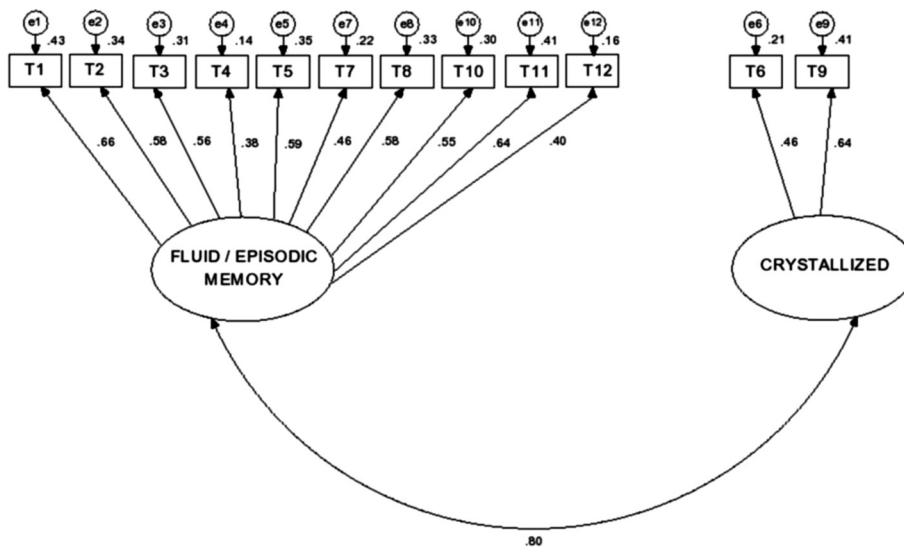 e1 e2 e3 e4 e5 e7 e8 e10 e11 e12 e6 e9
.43 .34 .31 .14 .35 .22 .33 .30 .41 .16 .21 .41
T1 T2 T3 T4 T5 T7 T8 T10 T11 T12 T6 T9
.66 .58 .56 .38 .59 .46 .58 .55 .64 .40 .46 .64
FLUID / EPISODIC
MEMORY
CRYSTALLIZED
.80